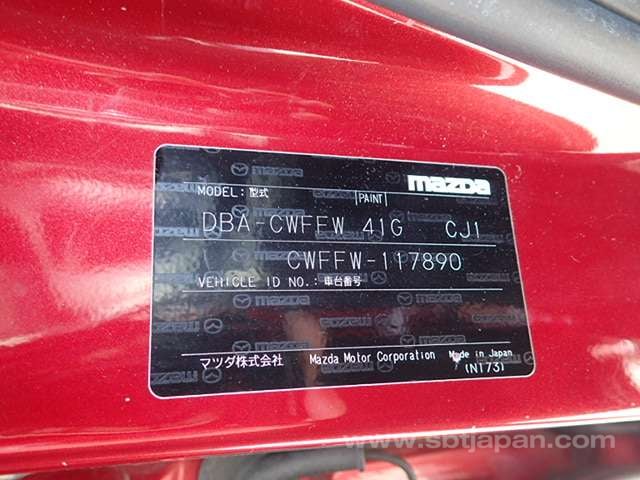 mazda
MODEL:型式 PAINT
DBA-CWFFW 41G CJ1
CWFFW-117890
VEHICLE ID NO.:車台番号
マツダ株式会社 Mazda Motor Corporation Made in Japan
(N173)
www.sbtjapan.com